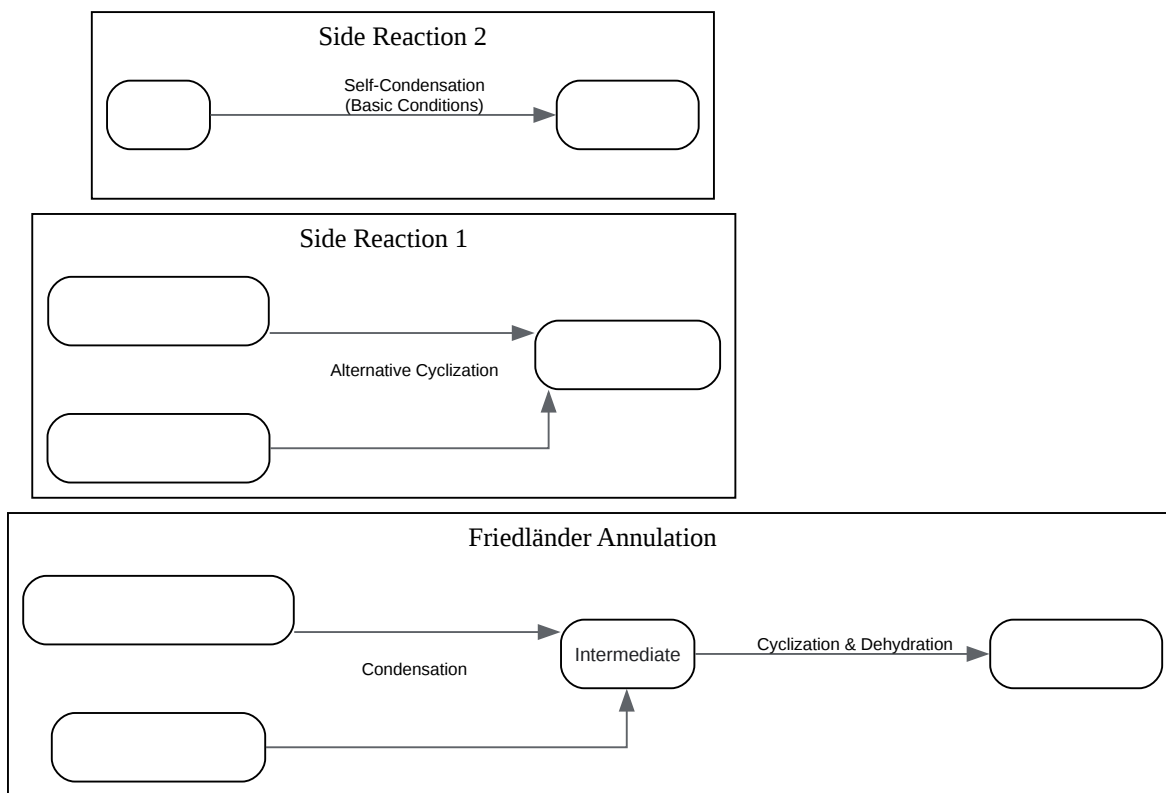 Side Reaction 2
Self-Condensation
(Basic Conditions)
Side Reaction 1
Alternative Cyclization
Friedländer Annulation
Condensation
Intermediate
Cyclization & Dehydration